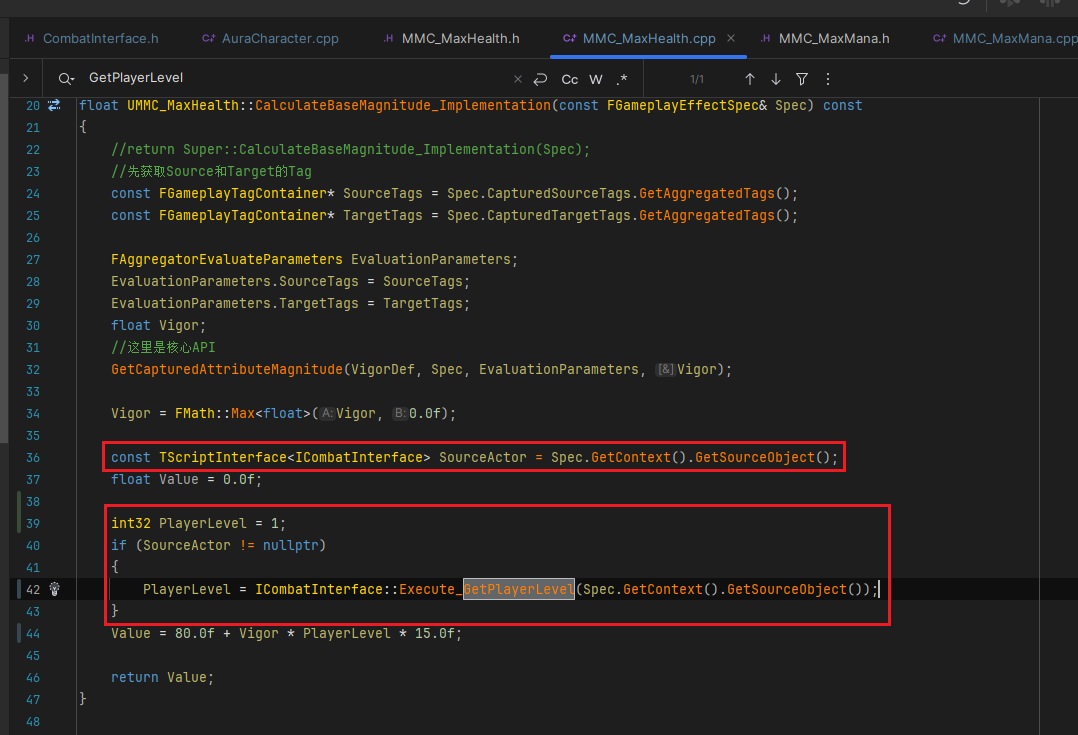 CombatInterface.h AuraCharacter.cpp MMC_MaxHealth.h MMC_MaxHealth.cpp MMC_MaxMana.h MMC_MaxMana.cpp
GetPlayerLevel Cc W .* 1/1
20 float UMMC_MaxHealth::CalculateBaseMagnitude_Implementation(const FGameplayEffectSpec& Spec) const
21 {
22 //return Super::CalculateBaseMagnitude_Implementation(Spec);
23 //先获取Source和Target的Tag
24 const FGameplayTagContainer* SourceTags = Spec.CapturedSourceTags.GetAggregatedTags();
25 const FGameplayTagContainer* TargetTags = Spec.CapturedTargetTags.GetAggregatedTags();
26
27 FAggregatorEvaluateParameters EvaluationParameters;
28 EvaluationParameters.SourceTags = SourceTags;
29 EvaluationParameters.TargetTags = TargetTags;
30 float Vigor;
31 //这里是核心API
32 GetCapturedAttributeMagnitude(VigorDef, Spec, EvaluationParameters, [&]Vigor);
33
34 Vigor = FMath::Max<float>(A:Vigor, B:0.0f);
35
36 const TScriptInterface<ICombatInterface> SourceActor = Spec.GetContext().GetSourceObject();
37 float Value = 0.0f;
38
39 int32 PlayerLevel = 1;
40 if (SourceActor != nullptr)
41 {
42 PlayerLevel = ICombatInterface::Execute_GetPlayerLevel(Spec.GetContext().GetSourceObject());
43 }
44 Value = 80.0f + Vigor * PlayerLevel * 15.0f;
45
46 return Value;
47 }
48